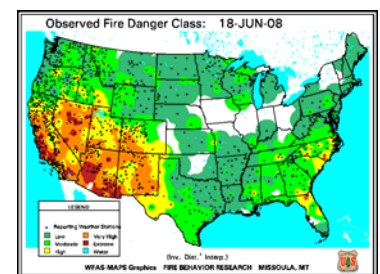 Observed Fire Danger Class: 18-JUN-08
LEGEND
Reporting Weather Stations
Low Very High
Moderate Extreme
High Water
(Inv. Dist.² Interp.)
WFAS-MAPS Graphics FIRE BEHAVIOR RESEARCH MISSOULA, MT